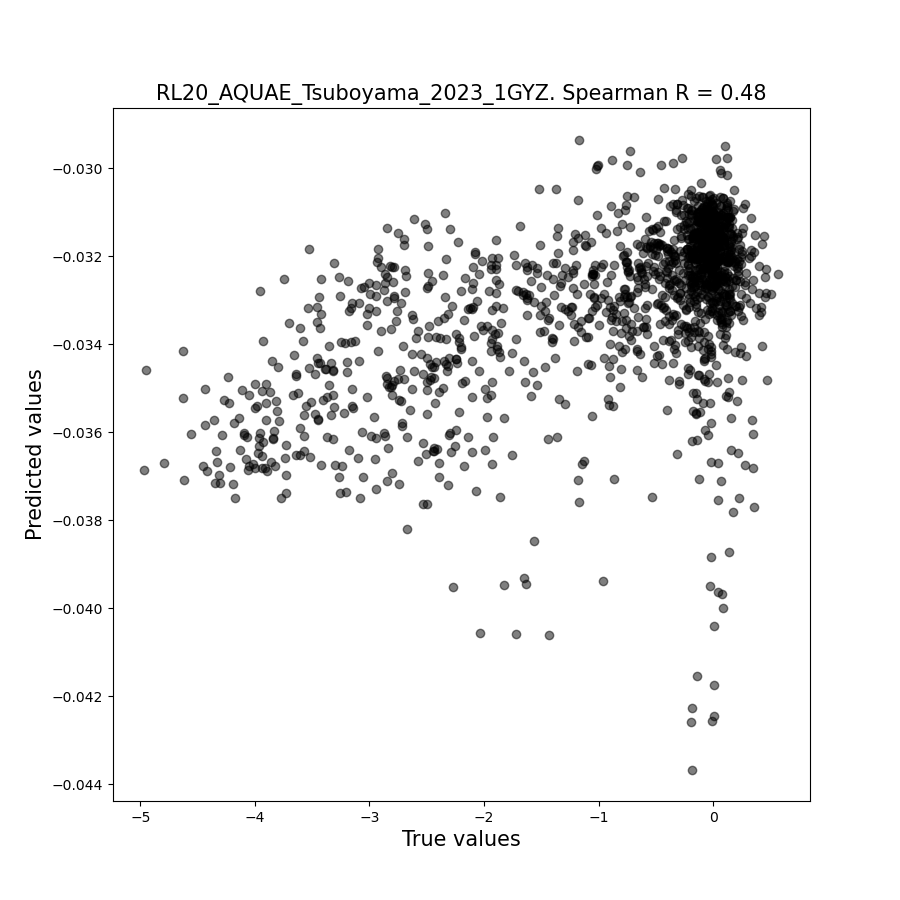 RL20_AQUAE_Tsuboyama_2023_1GYZ. Spearman R = 0.48
−0.030
−0.032
−0.034
−0.036
−0.038
−0.040
−0.042
−0.044
Predicted values
−5 −4 −3 −2 −1 0
True values